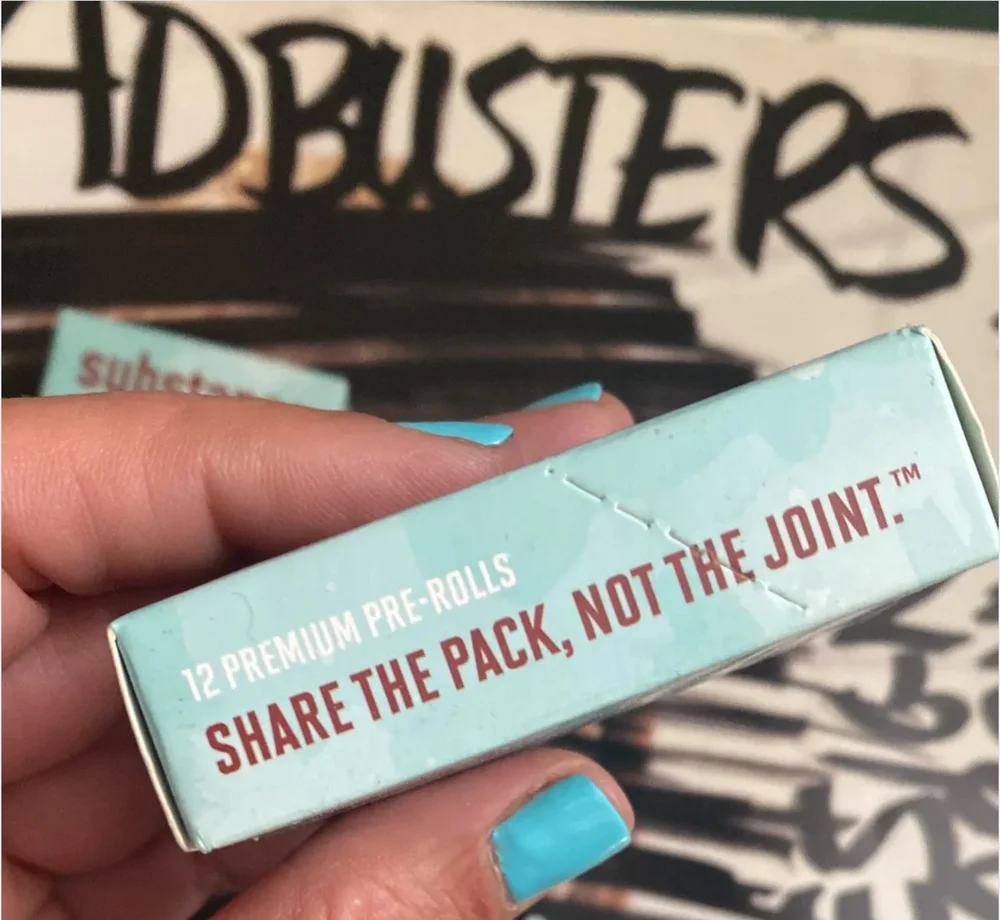 ADBUSTERS
12 PREMIUM PRE-ROLLS
SHARE THE PACK, NOT THE JOINT.™